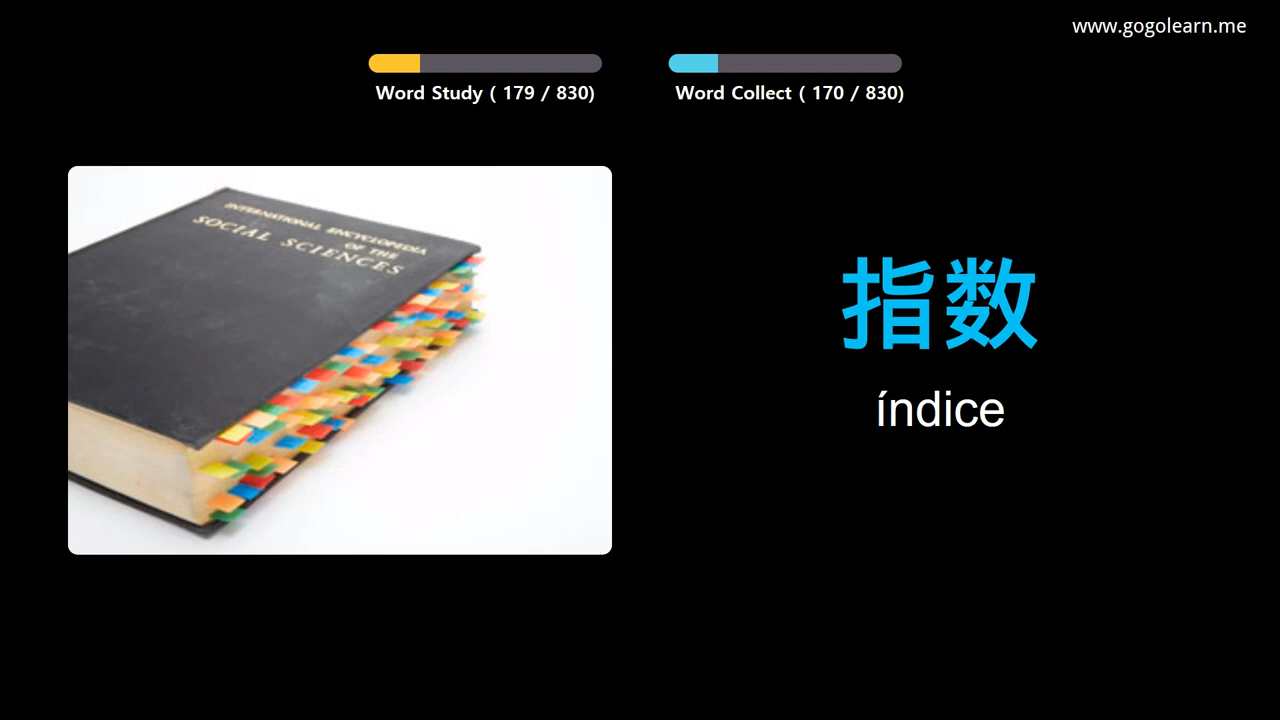 www.gogolearn.me
Word Study ( 179 / 830)
Word Collect ( 170 / 830)
INTERNATIONAL ENCYCLOPEDIA
OF THE
SOCIAL SCIENCES
指数
índice